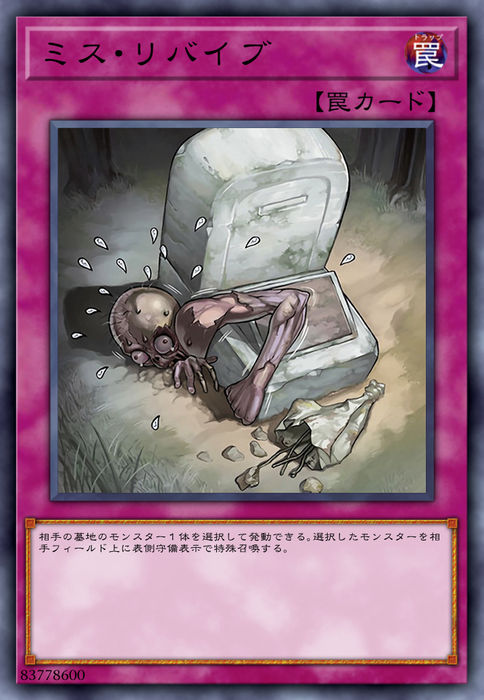 ミス・リバイブ
トラップ
罠
【罠カード】
相手の墓地のモンスター１体を選択して発動できる。選択したモンスターを相
手フィールド上に表側守備表示で特殊召喚する。
83778600